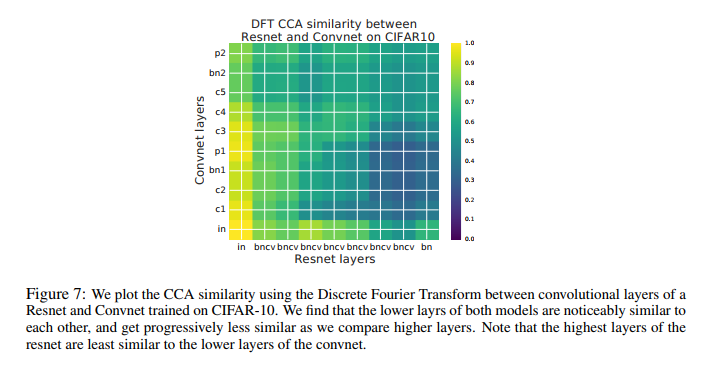 DFT CCA similarity between
Resnet and Convnet on CIFAR10
Convnet layers
p2
bn2
c5
c4
c3
p1
bn1
c2
c1
in
in bncv bncv bncv bncv bncv bncv bncv bn
Resnet layers
1.0
0.9
0.8
0.7
0.6
0.5
0.4
0.3
0.2
0.1
0.0
Figure 7: We plot the CCA similarity using the Discrete Fourier Transform between convolutional layers of a
Resnet and Convnet trained on CIFAR-10. We find that the lower layrs of both models are noticeably similar to
each other, and get progressively less similar as we compare higher layers. Note that the highest layers of the
resnet are least similar to the lower layers of the convnet.